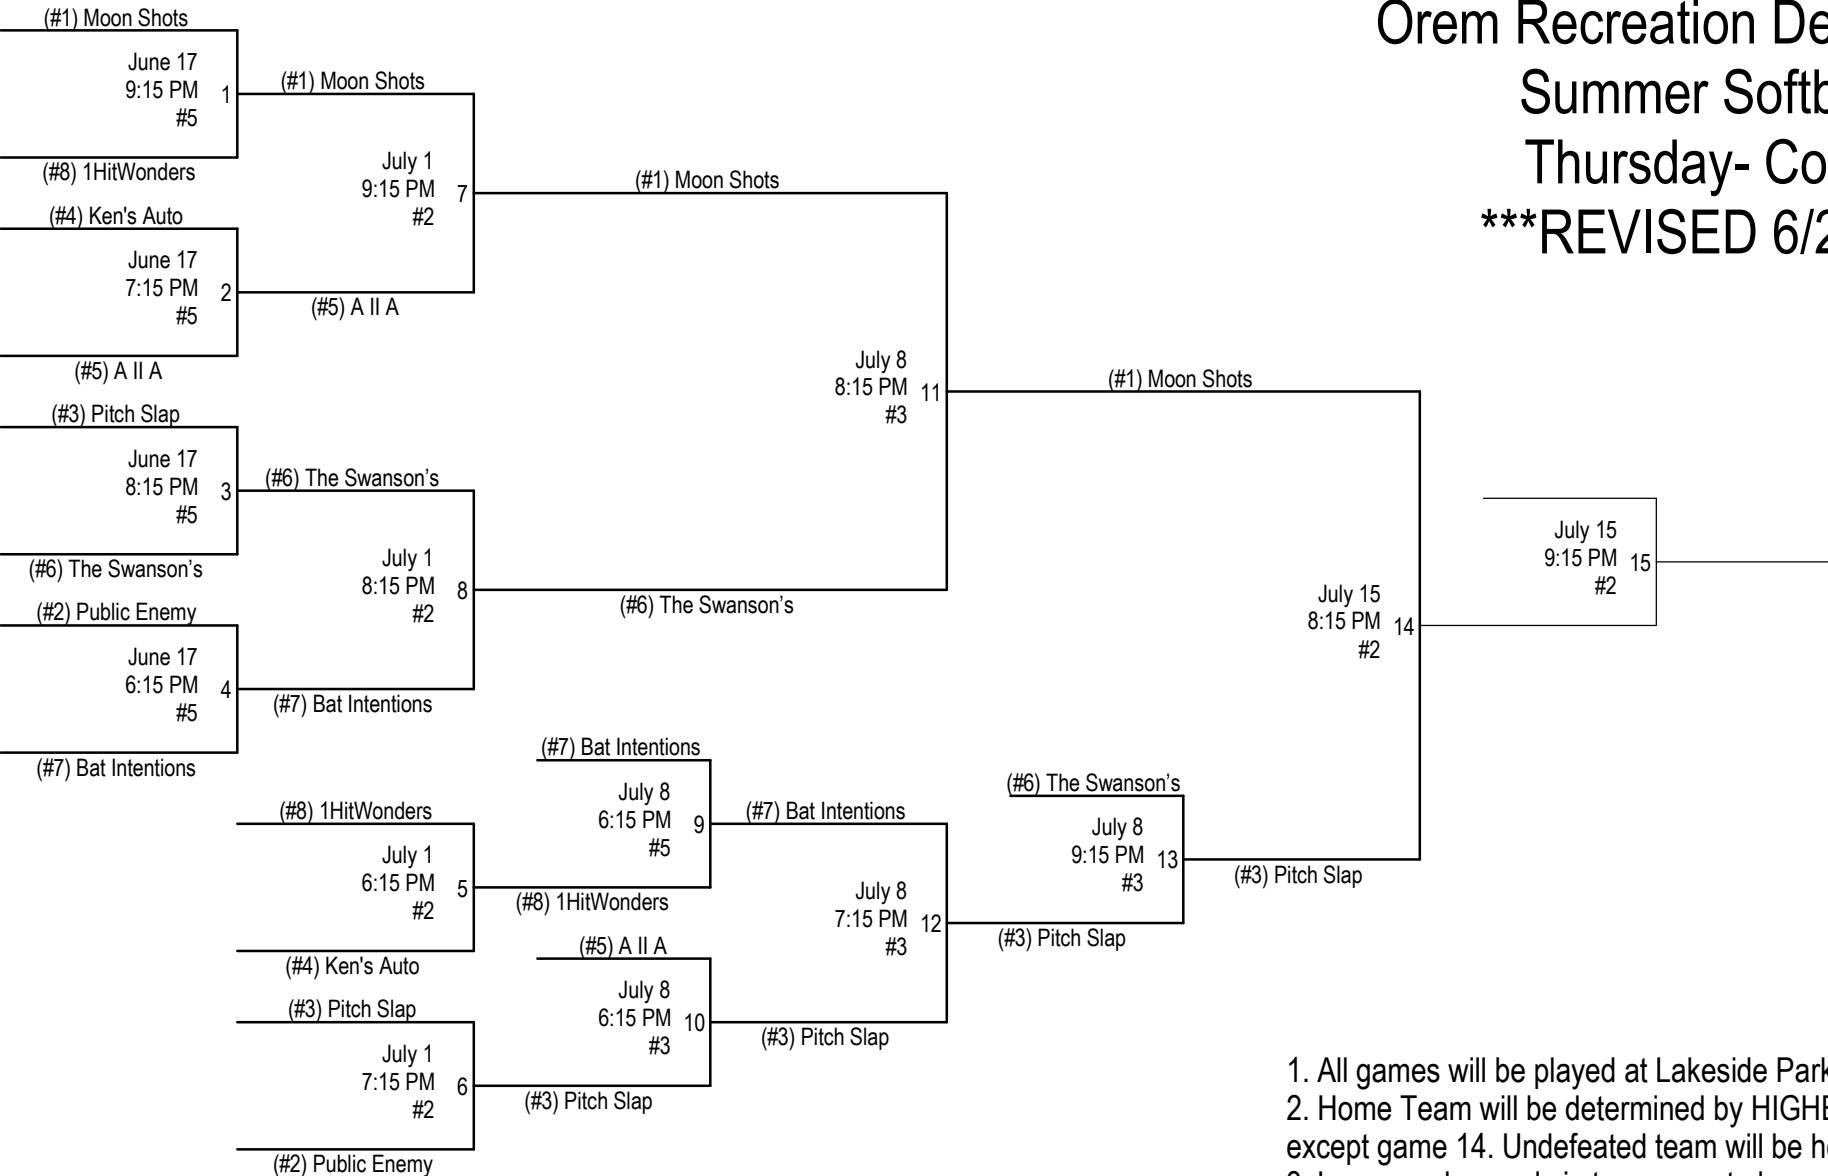 Orem Recreation De
Summer Softb
Thursday- Co
***REVISED 6/2
(#1) Moon Shots
June 17
9:15 PM 1
#5
(#8) 1HitWonders
(#4) Ken's Auto
June 17
7:15 PM 2
#5
(#5) A II A
(#3) Pitch Slap
June 17
8:15 PM 3
#5
(#6) The Swanson’s
(#2) Public Enemy
June 17
6:15 PM 4
#5
(#7) Bat Intentions
(#1) Moon Shots
July 1
9:15 PM 7
#2
(#5) A II A
(#6) The Swanson’s
July 1
8:15 PM 8
#2
(#7) Bat Intentions
(#8) 1HitWonders
July 1
6:15 PM 5
#2
(#4) Ken's Auto
(#3) Pitch Slap
July 1
7:15 PM 6
#2
(#2) Public Enemy
(#1) Moon Shots
July 8
8:15 PM 11
#3
(#6) The Swanson’s
(#7) Bat Intentions
July 8
6:15 PM 9
#5
(#8) 1HitWonders
(#5) A II A
July 8
6:15 PM 10
#3
(#3) Pitch Slap
(#7) Bat Intentions
July 8
7:15 PM 12
#3
(#3) Pitch Slap
(#6) The Swanson’s
July 8
9:15 PM 13
#3
(#3) Pitch Slap
(#1) Moon Shots
July 15
8:15 PM 14
#2
(#3) Pitch Slap
July 15
9:15 PM 15
#2
1. All games will be played at Lakeside Park
2. Home Team will be determined by HIGHE
except game 14. Undefeated team will be h